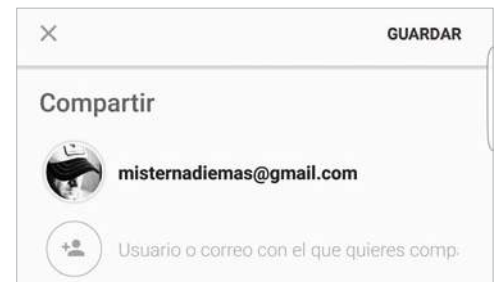 GUARDAR
Compartir
misternadiemas@gmail.com
Usuario o correo con el que quieres comp